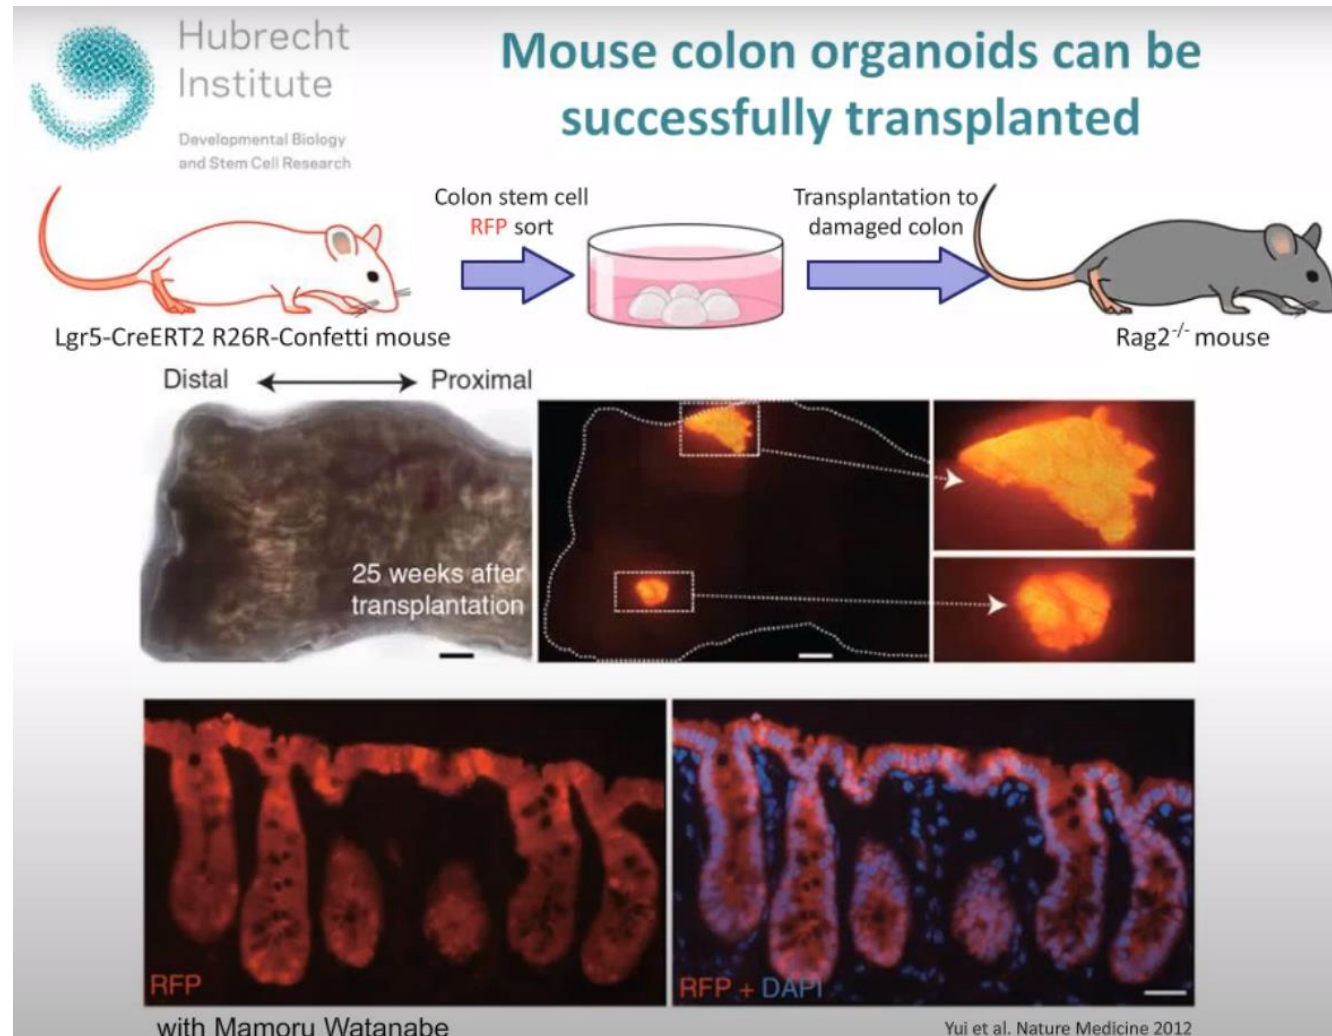 Hubrecht
Institute
Developmental Biology
and Stem Cell Research
Mouse colon organoids can be
successfully transplanted
Colon stem cell
RFP sort
Transplantation to
damaged colon
Lgr5-CreERT2 R26R-Confetti mouse
Rag2-/- mouse
Distal
Proximal
25 weeks after
transplantation
RFP
RFP + DAPI
with Mamoru Watanabe
Yui et al. Nature Medicine 2012